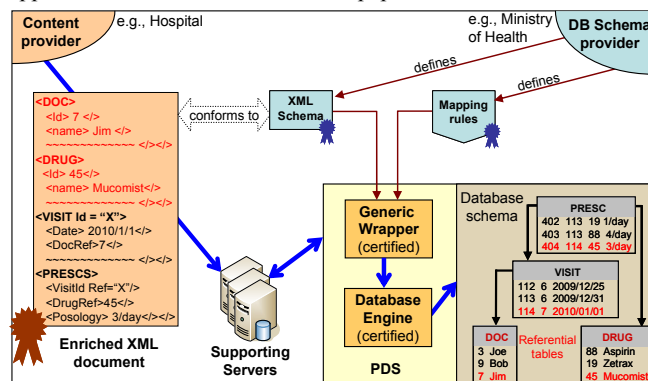 Content
provider
e.g., Hospital
e.g., Ministry
of Health
DB Schema
provider
defines
defines
<DOC>
<Id> 7 </>
<name> Jim </>
~~~~~~~~~~~~~ </></>
<DRUG>
<Id> 45</>
<name> Mucomist</>
~~~~~~~~~~~~~ </></>
<VISIT Id = “X”>
<Date> 2010/1/1</>
<DocRef>7</>
~~~~~~~~~~~~~ </></>
<PRESCS>
<VisitId Ref=“X”/>
<DrugRef>45</>
<Posology> 3/day</></>
Enriched XML
document
conforms to
XML
Schema
Mapping
rules
Supporting
Servers
Generic
Wrapper
(certified)
Database
Engine
(certified)
PDS
Database
schema
PRESC
402 113 19 1/day
403 113 88 4/day
404 114 45 3/day
VISIT
112 6 2009/12/25
113 6 2009/12/31
114 7 2010/01/01
DOC
3 Joe
9 Bob
7 Jim
Referential
tables
DRUG
88 Aspirin
19 Zetrax
45 Mucomist